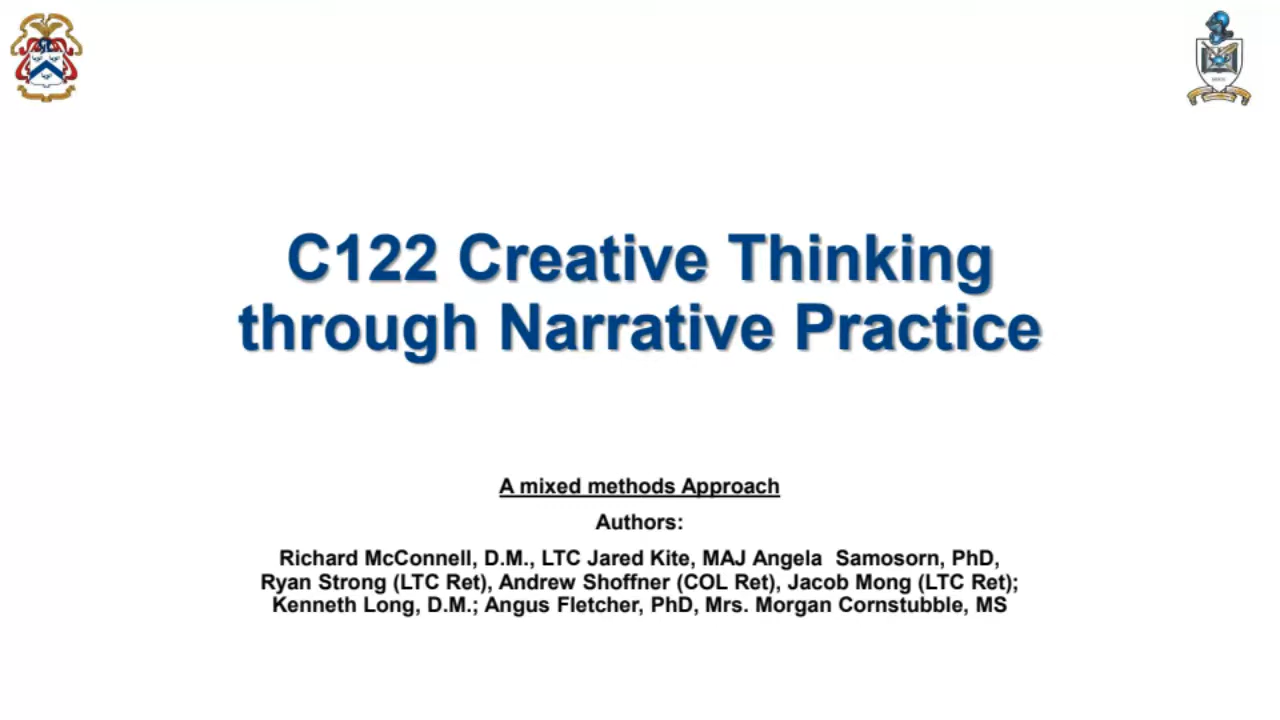 C122 Creative Thinking
through Narrative Practice
A mixed methods Approach
Authors:
Richard McConnell, D.M., LTC Jared Kite, MAJ Angela  Samosorn, PhD,
Ryan Strong (LTC Ret), Andrew Shoffner (COL Ret), Jacob Mong (LTC Ret);
Kenneth Long, D.M.; Angus Fletcher, PhD, Mrs. Morgan Cornstubble, MS